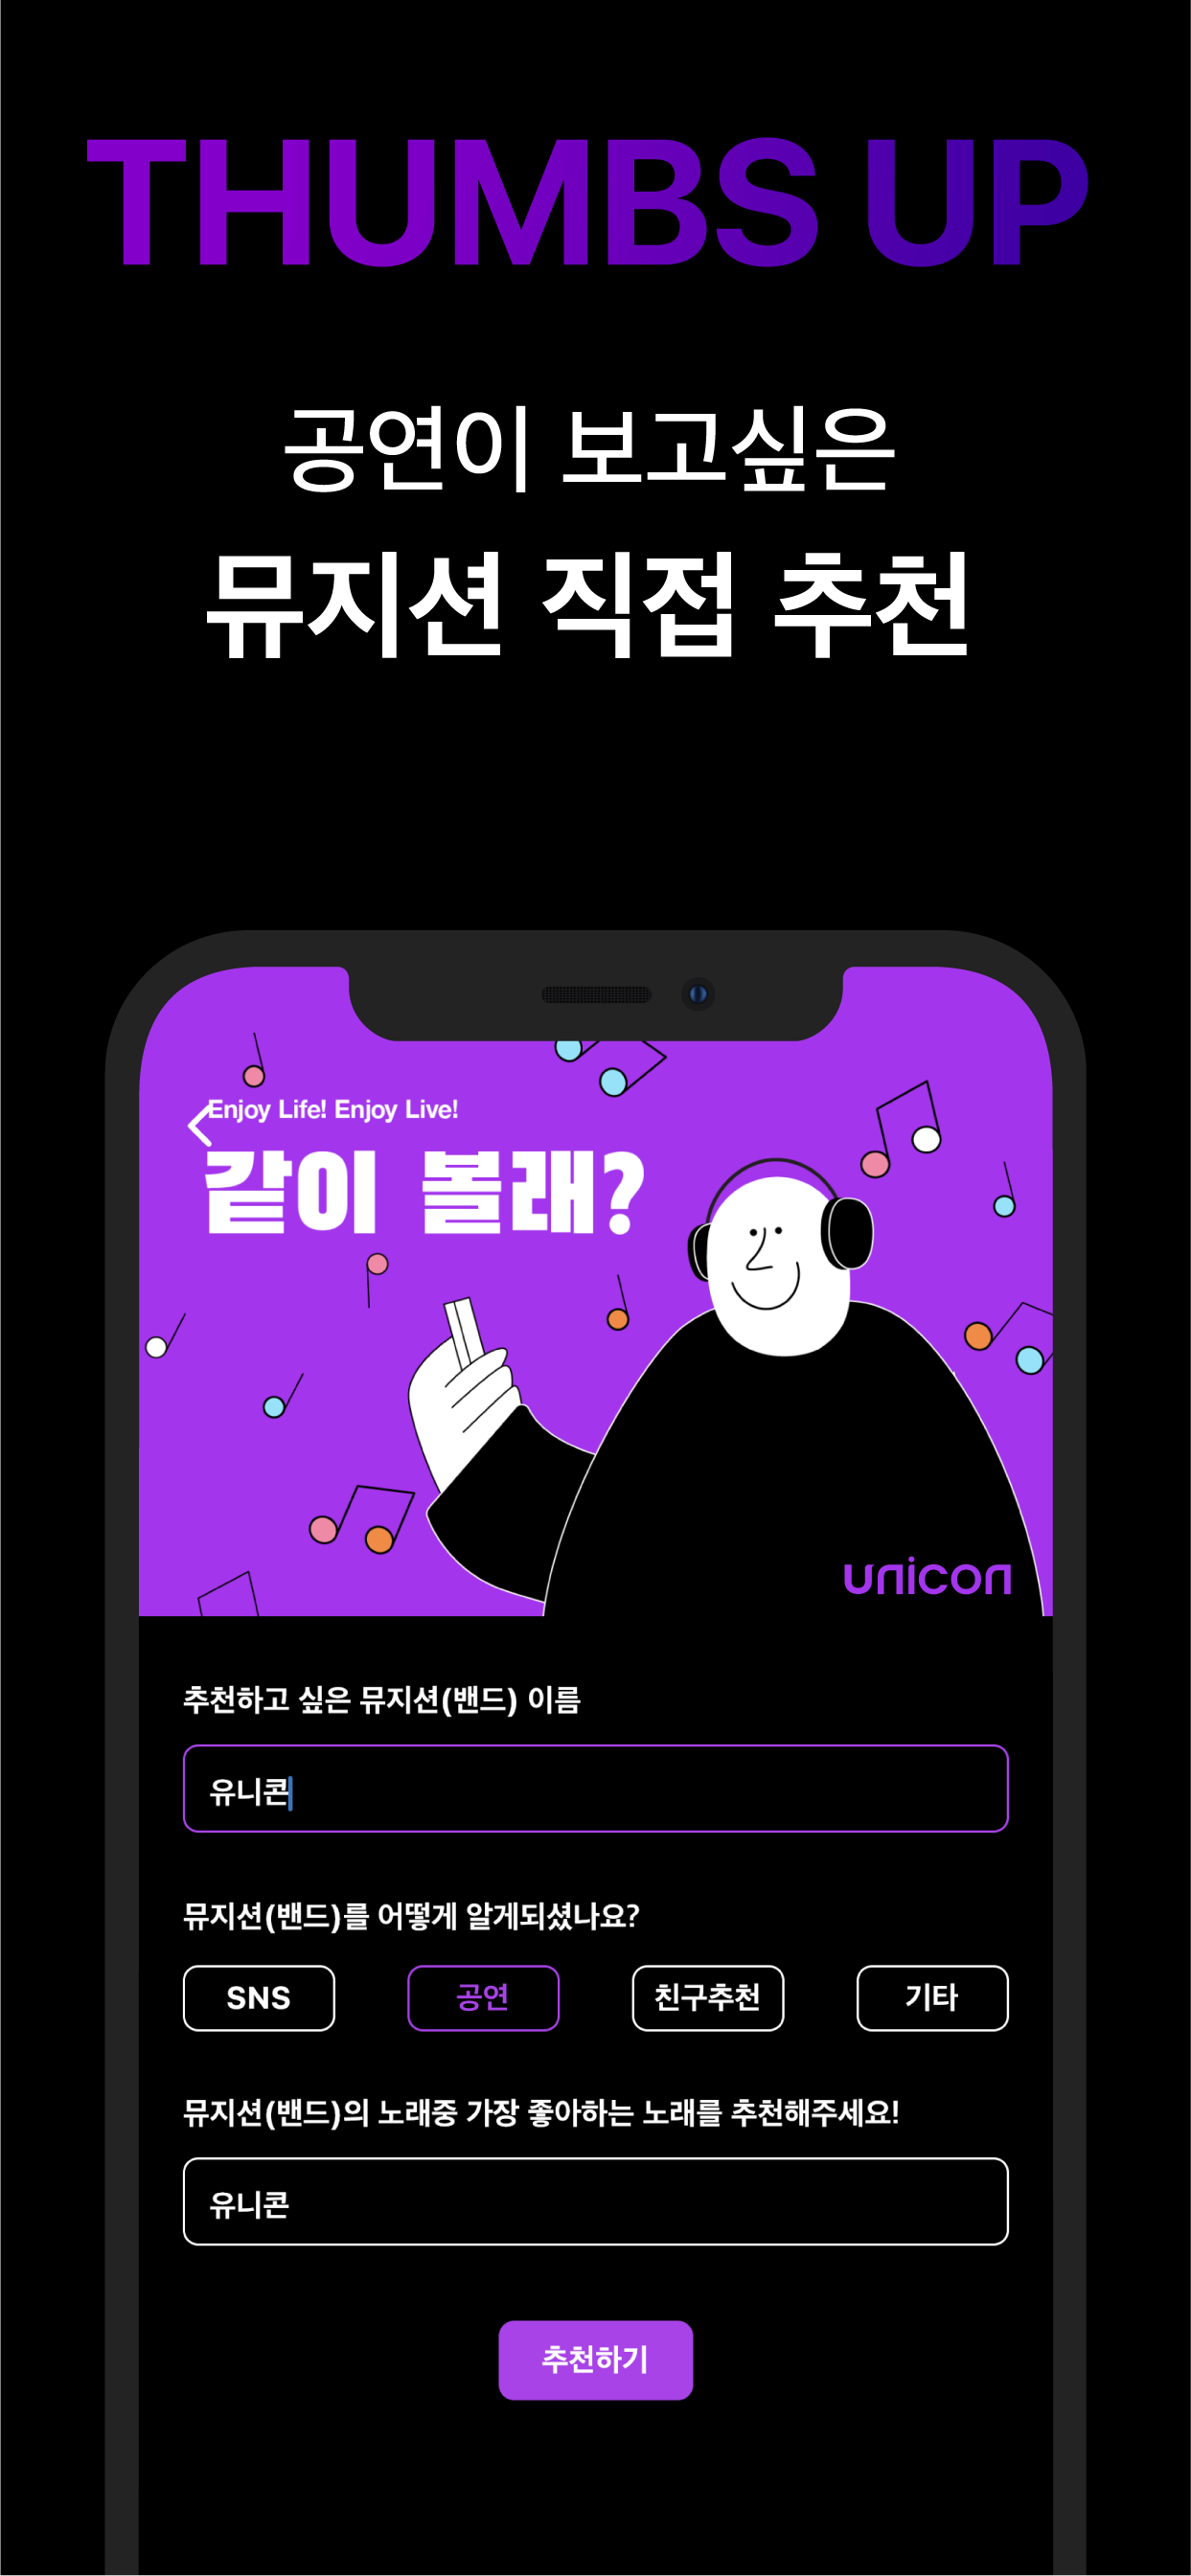 THUMBS UP
공연이 보고싶은
뮤지션 직접 추천
Enjoy Life! Enjoy Live!
같이 볼래?
unicon
추천하고 싶은 뮤지션(밴드) 이름
유니콘
뮤지션(밴드)를 어떻게 알게되셨나요?
SNS 공연 친구추천 기타
뮤지션(밴드)의 노래중 가장 좋아하는 노래를 추천해주세요!
유니콘
추천하기